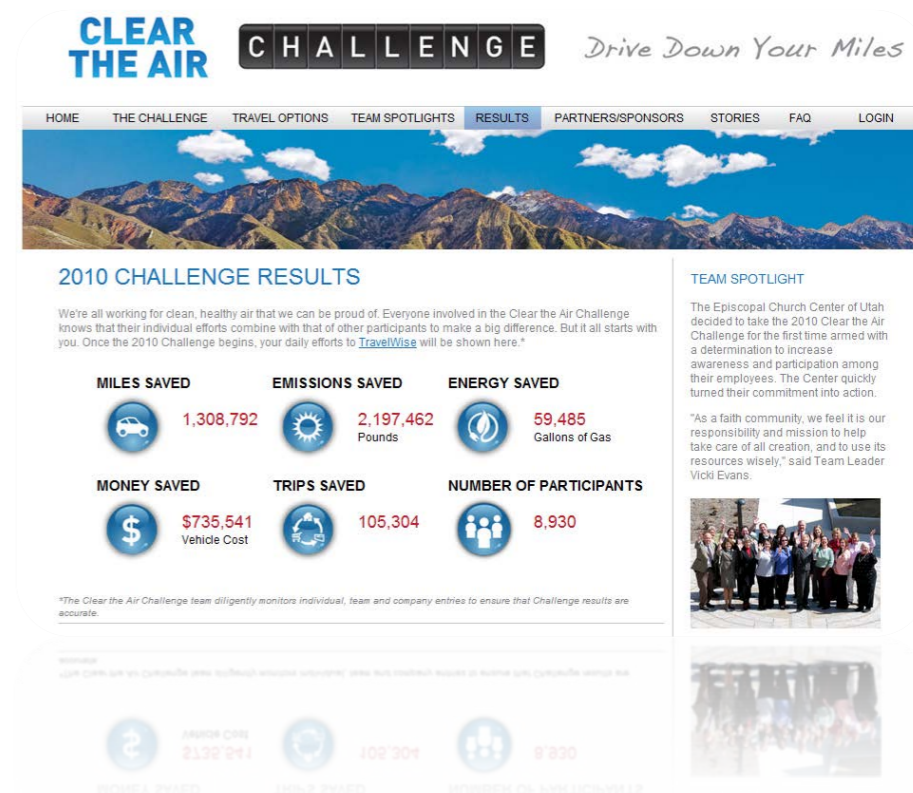 CLEAR
THE AIR
CHALLENGE
Drive Down Your Miles
HOME THE CHALLENGE TRAVEL OPTIONS TEAM SPOTLIGHTS RESULTS PARTNERS/SPONSORS STORIES FAQ LOGIN
2010 CHALLENGE RESULTS
We're all working for clean, healthy air that we can be proud of. Everyone involved in the Clear the Air Challenge
knows that their individual efforts combine with that of other participants to make a big difference. But it all starts with
you. Once the 2010 Challenge begins, your daily efforts to TravelWise will be shown here.*
MILES SAVED EMISSIONS SAVED ENERGY SAVED
1,308,792 2,197,462 59,485
Pounds Gallons of Gas
MONEY SAVED TRIPS SAVED NUMBER OF PARTICIPANTS
$735,541 105,304 8,930
Vehicle Cost
*The Clear the Air Challenge team diligently monitors individual, team and company entries to ensure that Challenge results are
accurate.
TEAM SPOTLIGHT
The Episcopal Church Center of Utah
decided to take the 2010 Clear the Air
Challenge for the first time armed with
a determination to increase
awareness and participation among
their employees. The Center quickly
turned their commitment into action.
"As a faith community, we feel it is our
responsibility and mission to help
take care of all creation, and to use its
resources wisely," said Team Leader
Vicki Evans.